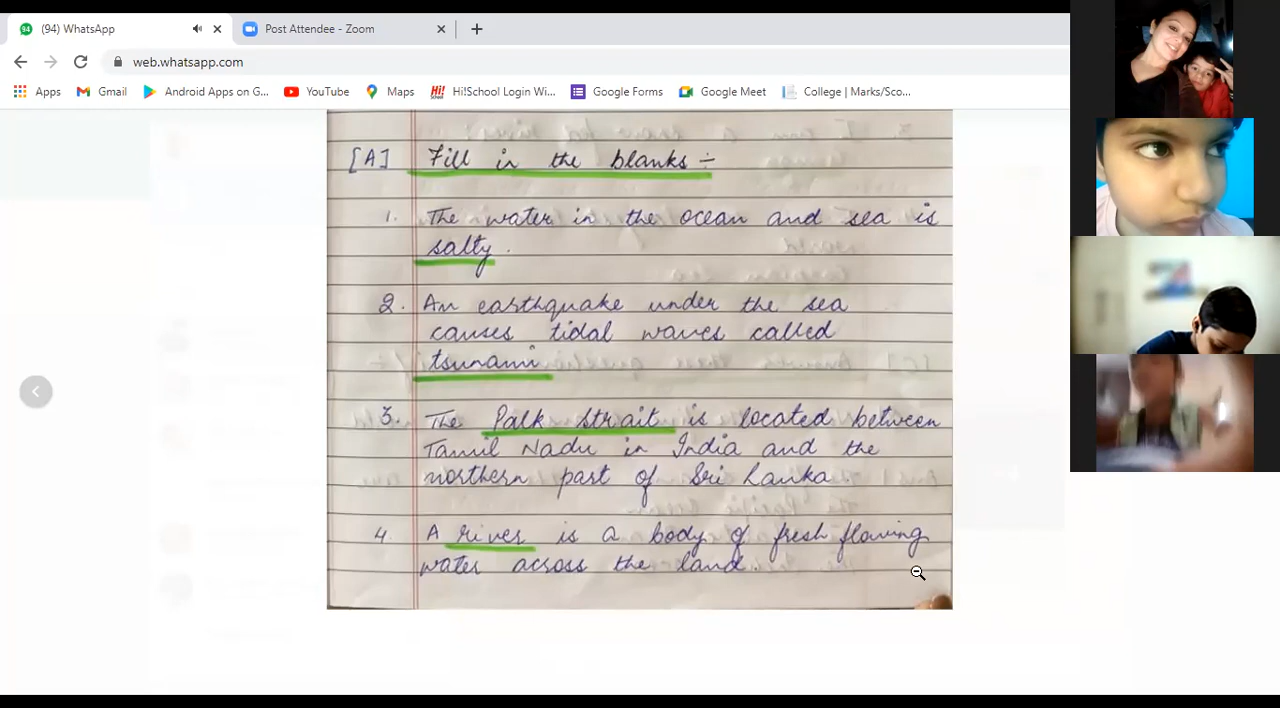 (94) WhatsApp
Post Attendee - Zoom
web.whatsapp.com
Apps
Gmail
Android Apps on G...
YouTube
Maps
Hi!School Login Wi...
Google Forms
Google Meet
College | Marks/Sco...
[A] Fill in the blanks ÷
1. The water in the ocean and sea is
salty.
2. An earthquake under the sea
causes tidal waves called
tsunami
3. The Palk Strait is located between
Tamil Nadu in India and the
northern part of Sri Lanka.
4. A river is a body of fresh flowing
water across the land.